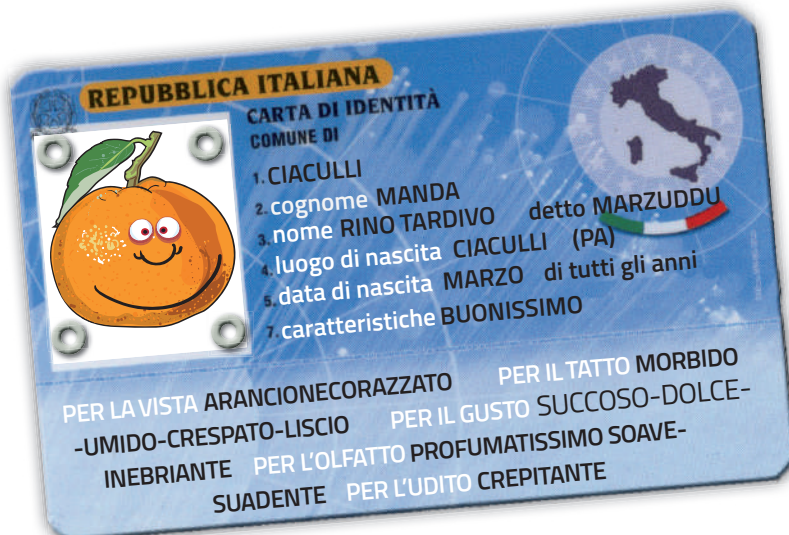 REPUBBLICA ITALIANA
CARTA DI IDENTITÀ
COMUNE DI
1. CIACULLI
2. cognome MANDA
3. nome RINO TARDIVO detto MARZUDDU
4. luogo di nascita CIACULLI (PA)
5. data di nascita MARZO di tutti gli anni
7. caratteristiche BUONISSIMO
PER LA VISTA ARANCIONECORAZZATO PER IL TATTO MORBIDO
-UMIDO-CRESPATO-LISCIO PER IL GUSTO SUCCOSO-DOLCE-
INEBRIANTE PER L'OLFATTO PROFUMATISSIMO SOAVE-
SUADENTE PER L'UDITO CREPITANTE